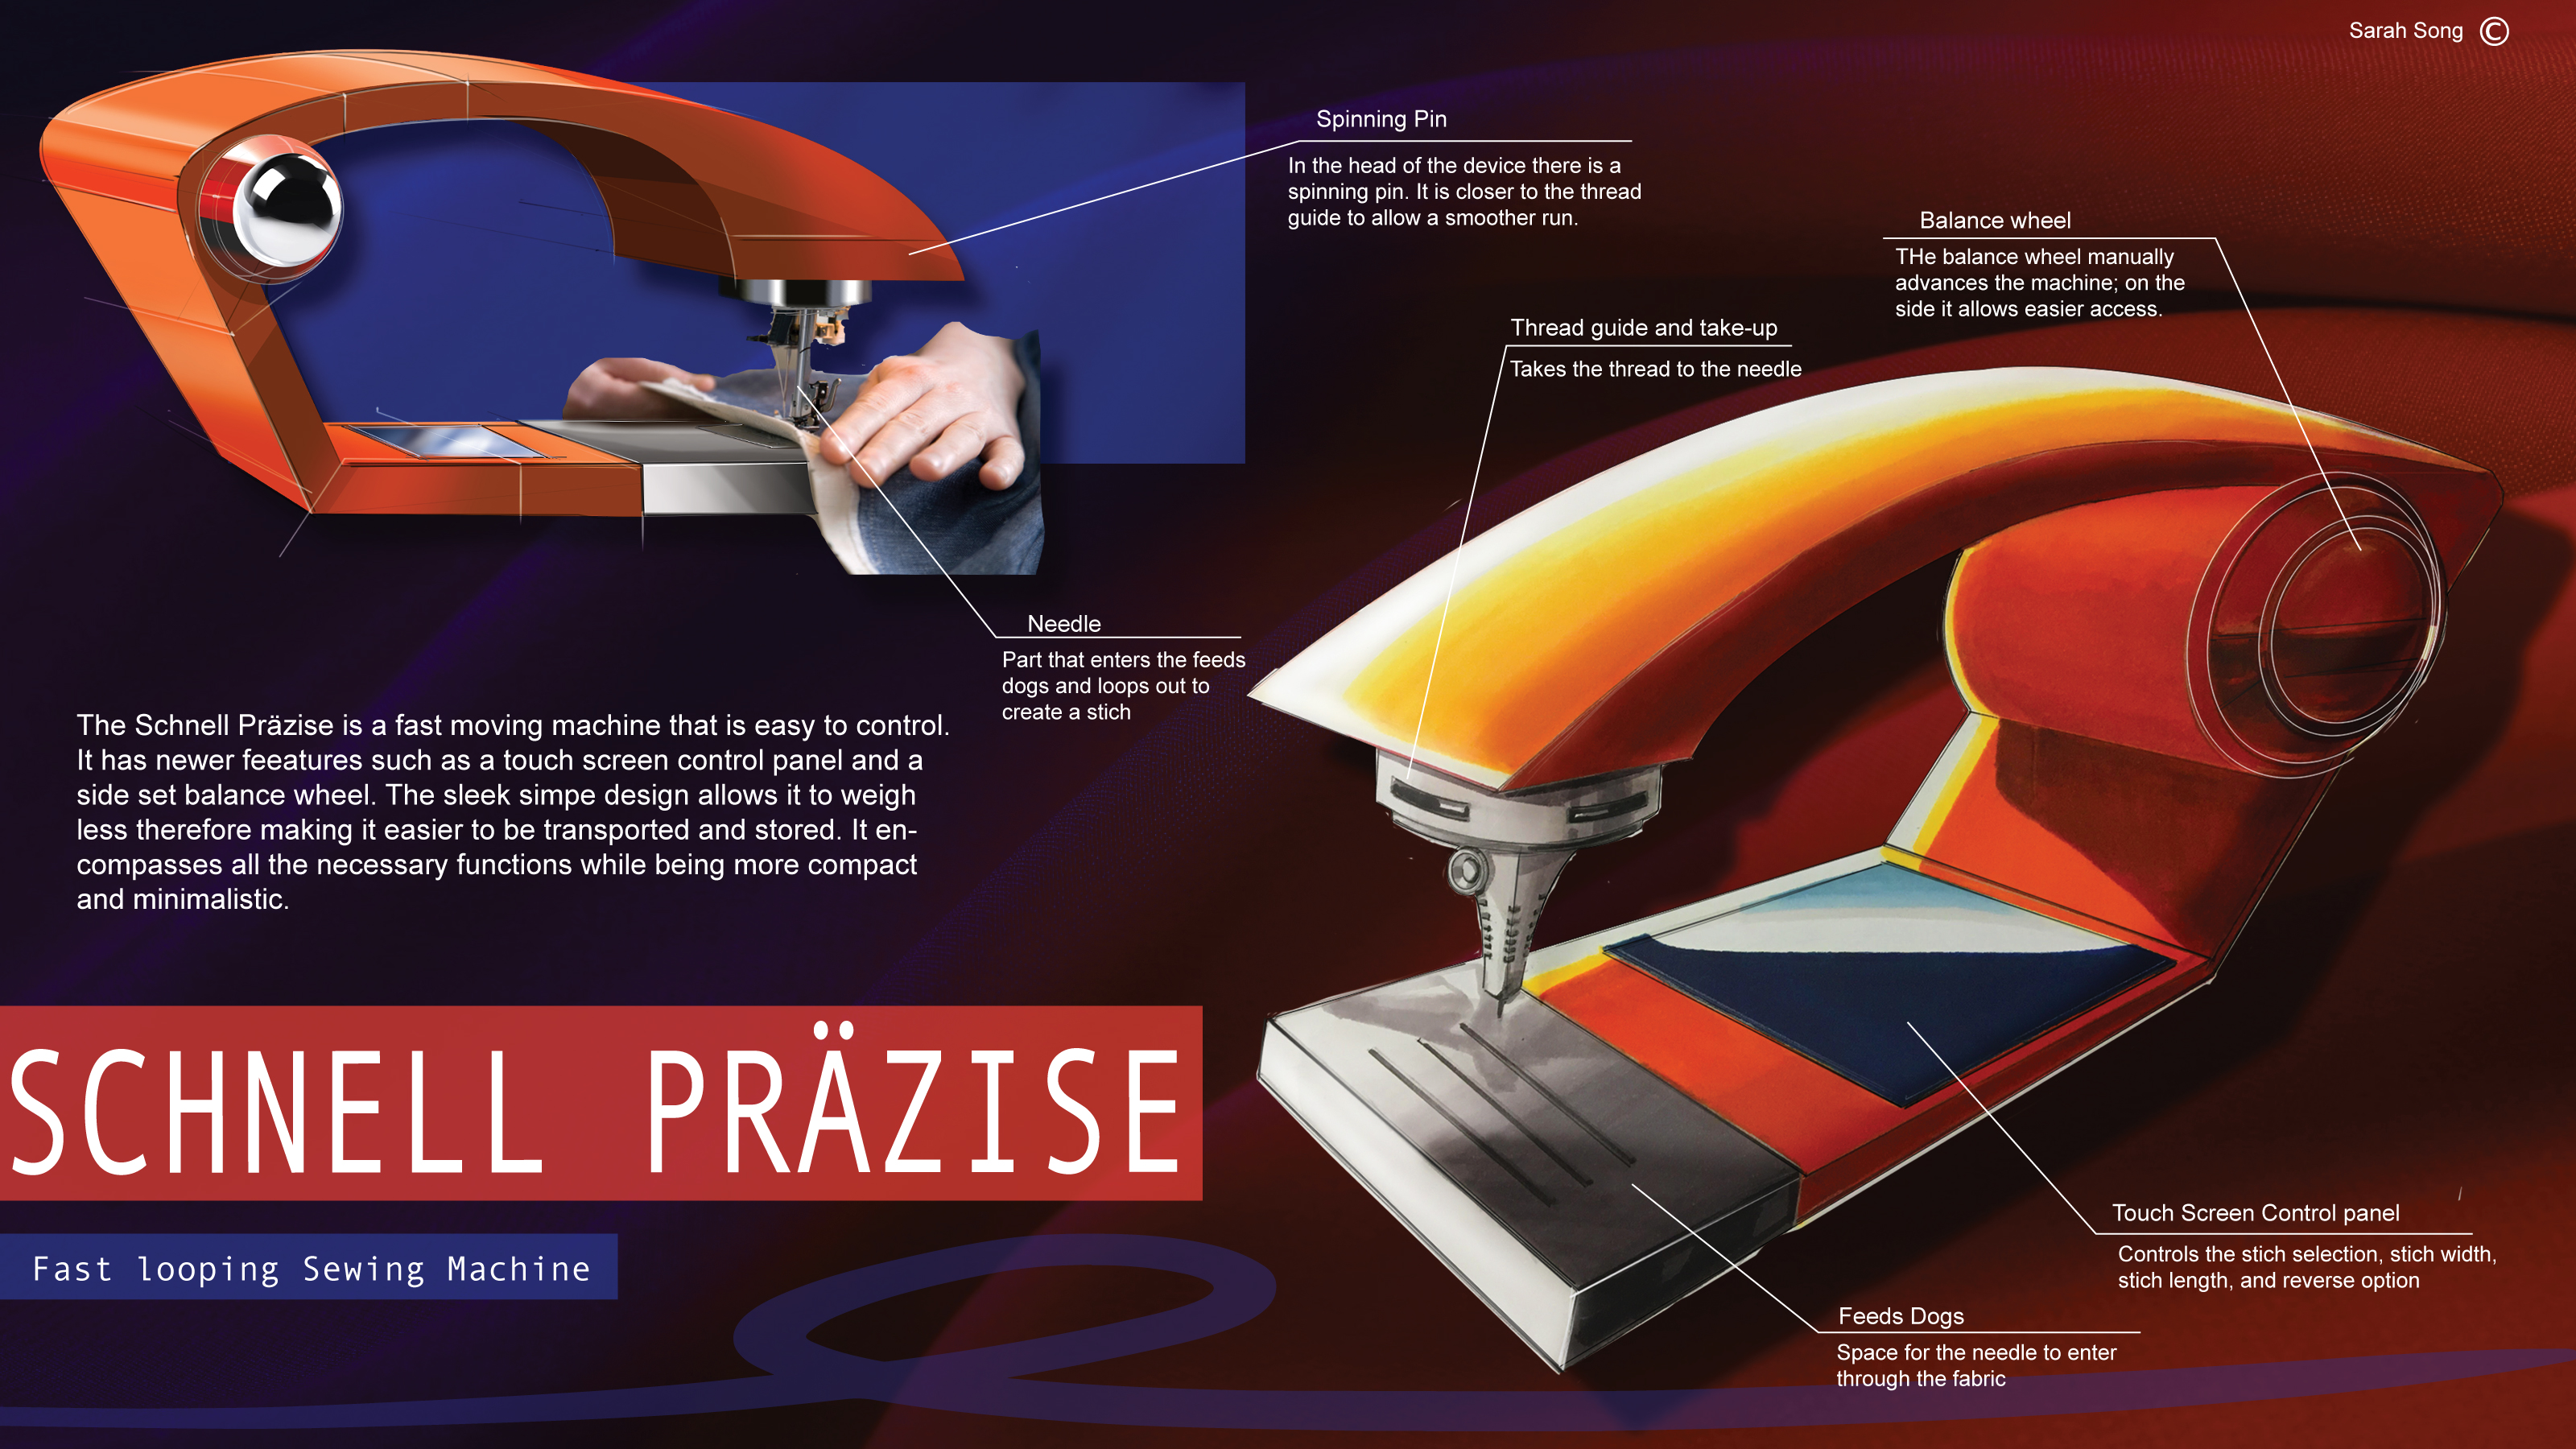 Sarah Song ©
Spinning Pin
In the head of the device there is a
spinning pin. It is closer to the thread
guide to allow a smoother run.
Balance wheel
THe balance wheel manually
advances the machine; on the
side it allows easier access.
Thread guide and take-up
Takes the thread to the needle
Needle
Part that enters the feeds
dogs and loops out to
create a stich
The Schnell Präzise is a fast moving machine that is easy to control.
It has newer feeatures such as a touch screen control panel and a
side set balance wheel. The sleek simpe design allows it to weigh
less therefore making it easier to be transported and stored. It en-
compasses all the necessary functions while being more compact
and minimalistic.
SCHNELL PRÄZISE
Fast looping Sewing Machine
Touch Screen Control panel
Controls the stich selection, stich width,
stich length, and reverse option
Feeds Dogs
Space for the needle to enter
through the fabric